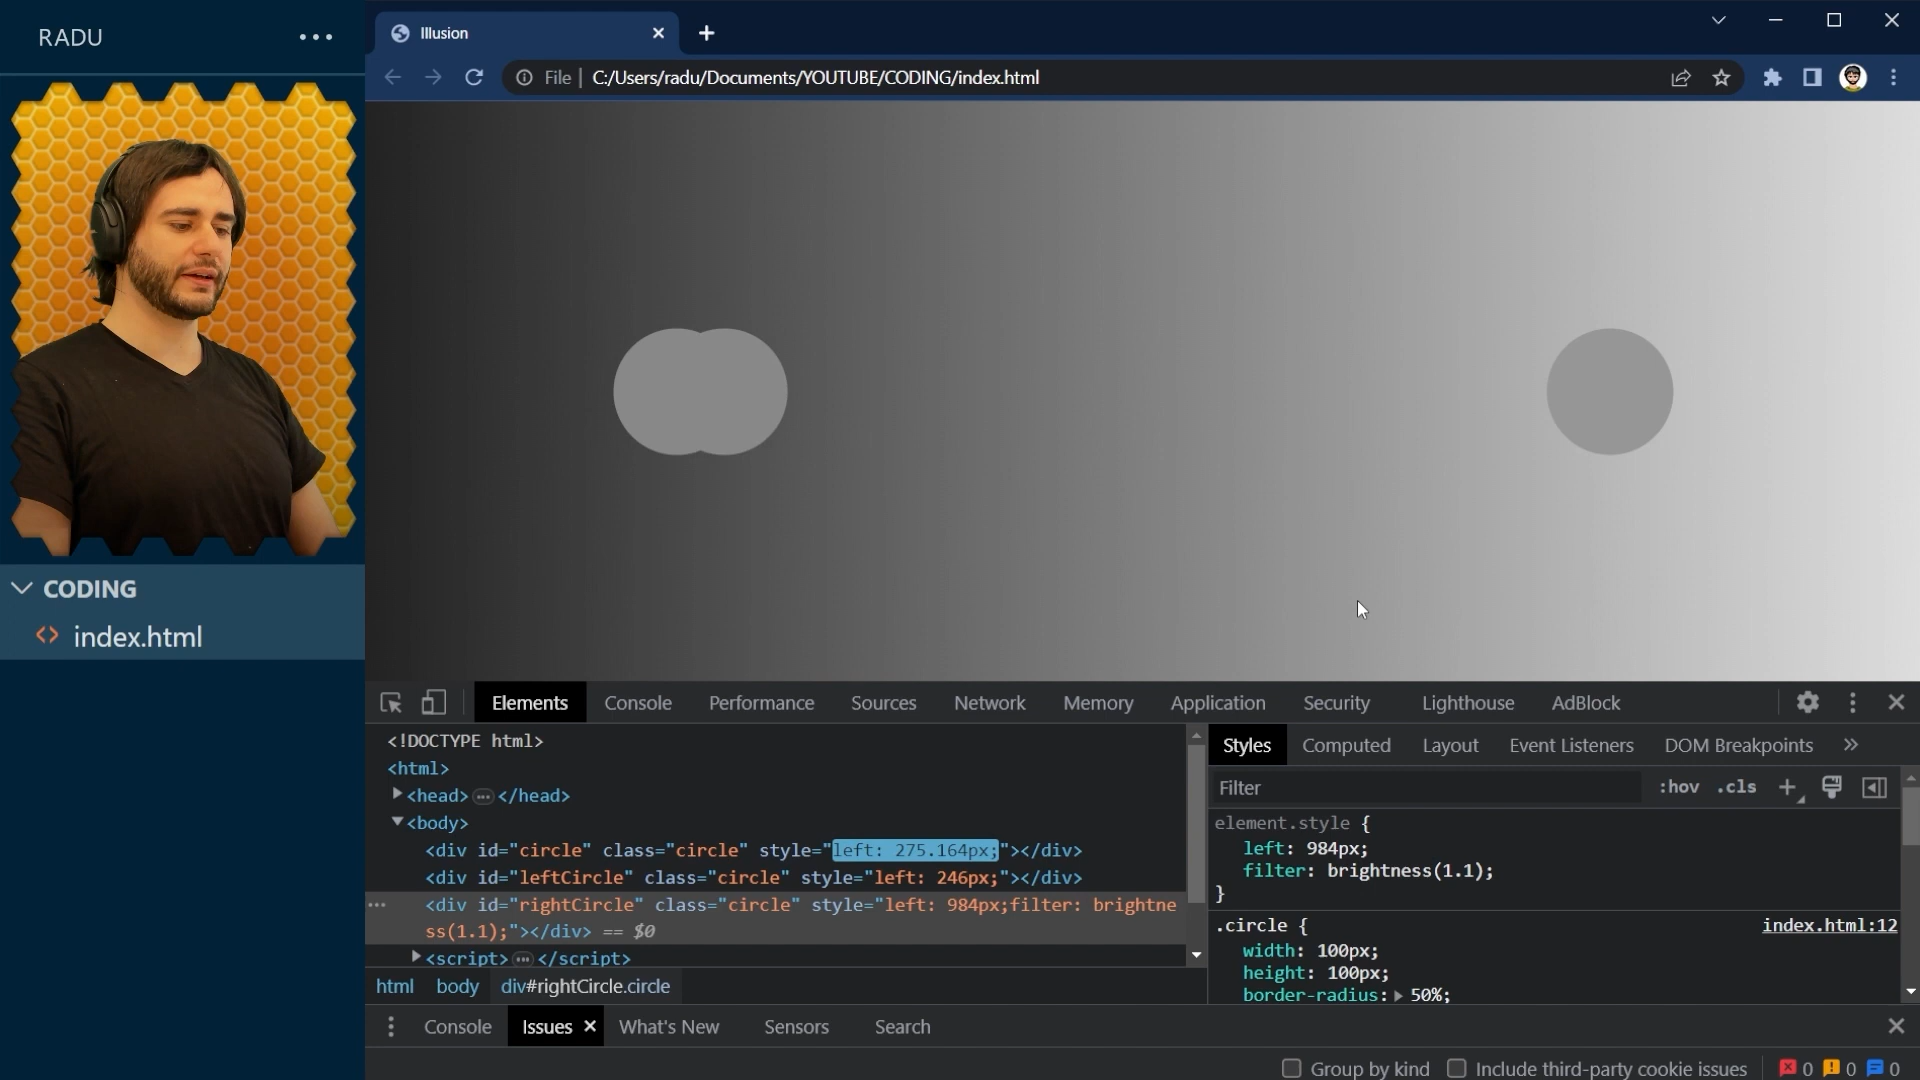 RADU
Illusion
File | C:/Users/radu/Documents/YOUTUBE/CODING/index.html
CODING
<> index.html
Elements Console Performance Sources Network Memory Application Security Lighthouse AdBlock
<!DOCTYPE html>
<html>
<head> ... </head>
<body>
<div id="circle" class="circle" style="left: 275.164px;"></div>
<div id="leftCircle" class="circle" style="left: 246px;"></div>
... <div id="rightCircle" class="circle" style="left: 984px;filter: brightne
ss(1.1);"></div> == $0
<script> ... </script>
html body div#rightCircle.circle
Styles Computed Layout Event Listeners DOM Breakpoints »
Filter :hov .cls +
element.style {
left: 984px;
filter: brightness(1.1);
}
.circle { index.html:12
width: 100px;
height: 100px;
border-radius: 50%;
Console Issues What's New Sensors Search
Group by kind Include third-party cookie issues 0 0 0